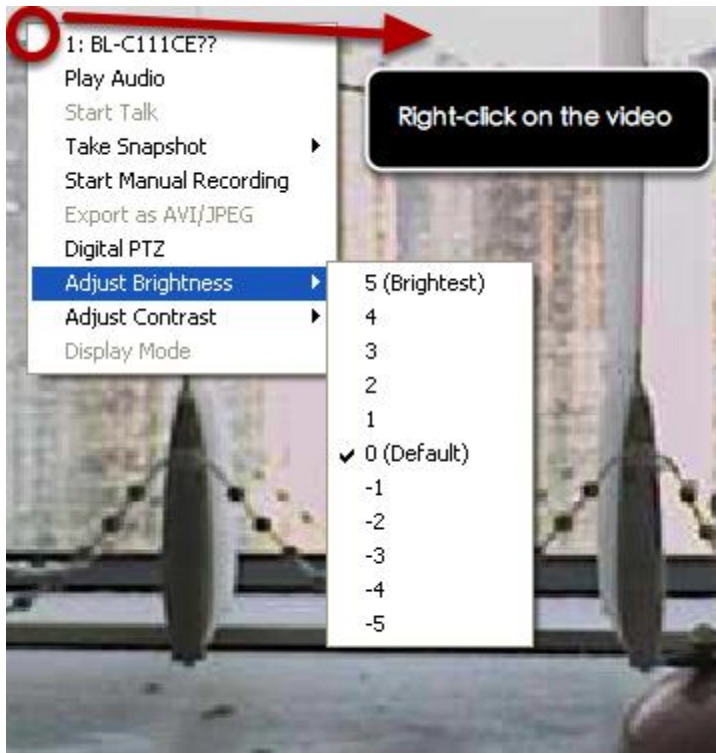 1: BL-C111CE??
Play Audio
Start Talk
Take Snapshot
Start Manual Recording
Export as AVI/JPEG
Digital PTZ
Adjust Brightness
Adjust Contrast
Display Mode
Right-click on the video
5 (Brightest)
4
3
2
1
0 (Default)
-1
-2
-3
-4
-5